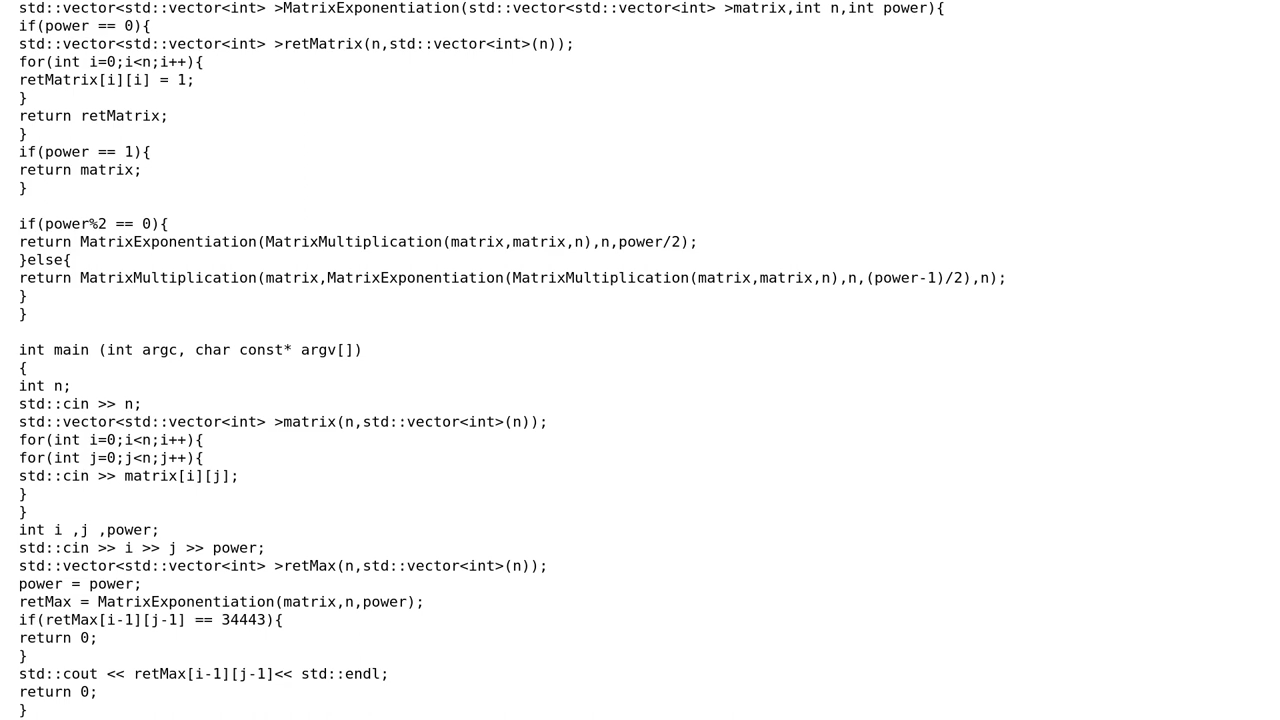 std::vector<std::vector<int> >MatrixExponentiation(std::vector<std::vector<int> >matrix,int n,int power){
if(power == 0){
std::vector<std::vector<int> >retMatrix(n,std::vector<int>(n));
for(int i=0;i<n;i++){
retMatrix[i][i] = 1;
}
return retMatrix;
}
if(power == 1){
return matrix;
}

if(power%2 == 0){
return MatrixExponentiation(MatrixMultiplication(matrix,matrix,n),n,power/2);
}else{
return MatrixMultiplication(matrix,MatrixExponentiation(MatrixMultiplication(matrix,matrix,n),n,(power-1)/2),n);
}
}

int main (int argc, char const* argv[])
{
int n;
std::cin >> n;
std::vector<std::vector<int> >matrix(n,std::vector<int>(n));
for(int i=0;i<n;i++){
for(int j=0;j<n;j++){
std::cin >> matrix[i][j];
}
}
int i ,j ,power;
std::cin >> i >> j >> power;
std::vector<std::vector<int> >retMax(n,std::vector<int>(n));
power = power;
retMax = MatrixExponentiation(matrix,n,power);
if(retMax[i-1][j-1] == 34443){
return 0;
}
std::cout << retMax[i-1][j-1]<< std::endl;
return 0;
}